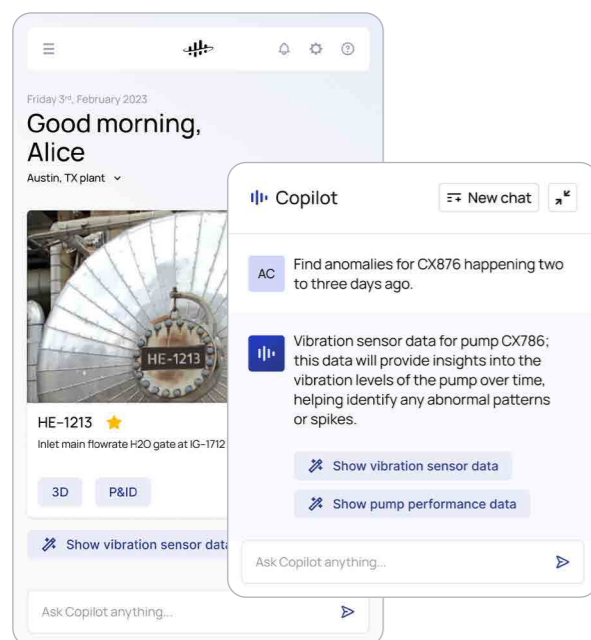 Friday 3rd, February 2023
Good morning,
Alice
Austin, TX plant
HE-1213
HE-1213
Inlet main flowrate H2O gate at IG-1712
3D
P&ID
Show vibration sensor data
Ask Copilot anything...
Copilot
New chat
AC
Find anomalies for CX876 happening two
to three days ago.
Vibration sensor data for pump CX786;
this data will provide insights into the
vibration levels of the pump over time,
helping identify any abnormal patterns
or spikes.
Show vibration sensor data
Show pump performance data
Ask Copilot anything...